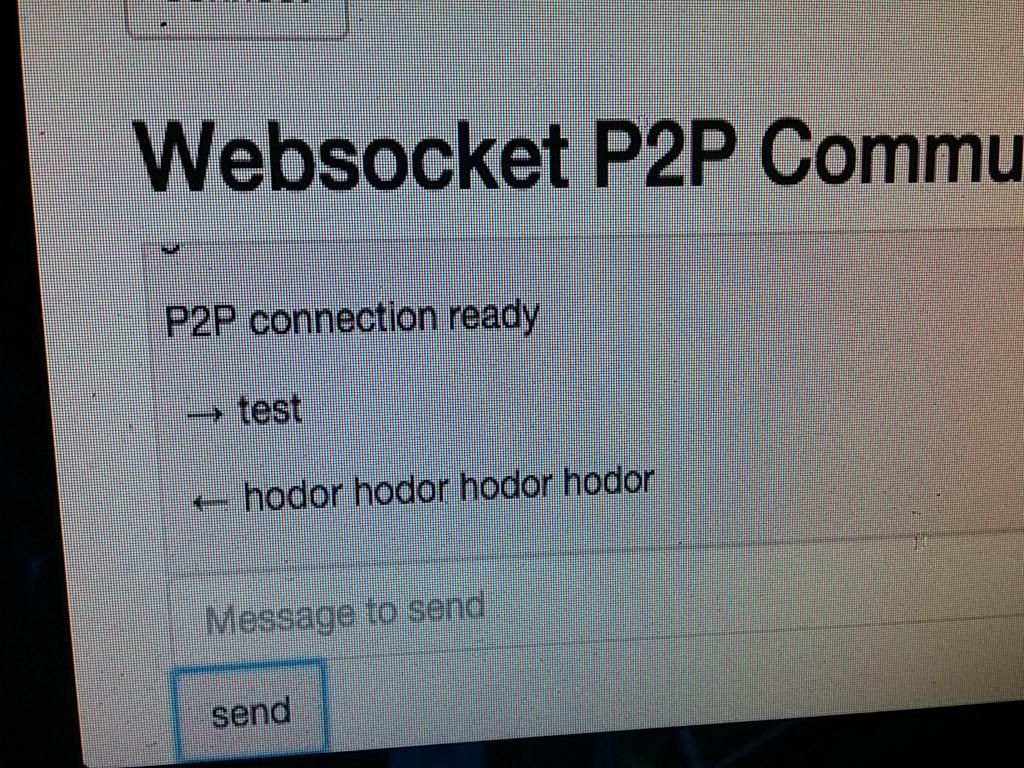 Websocket P2P Commu
P2P connection ready
→ test
← hodor hodor hodor hodor
Message to send
send